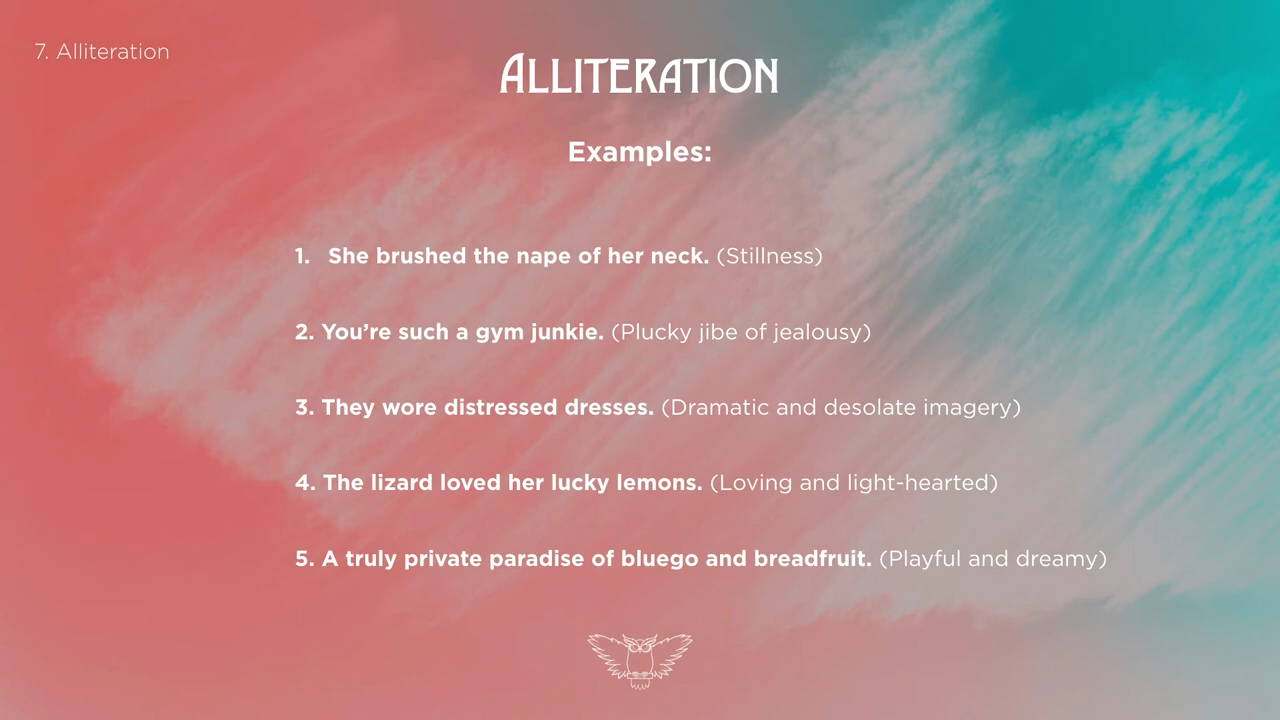 7. Alliteration
ALLITERATION
Examples:
1. She brushed the nape of her neck. (Stillness)
2. You’re such a gym junkie. (Plucky jibe of jealousy)
3. They wore distressed dresses. (Dramatic and desolate imagery)
4. The lizard loved her lucky lemons. (Loving and light-hearted)
5. A truly private paradise of bluego and breadfruit. (Playful and dreamy)